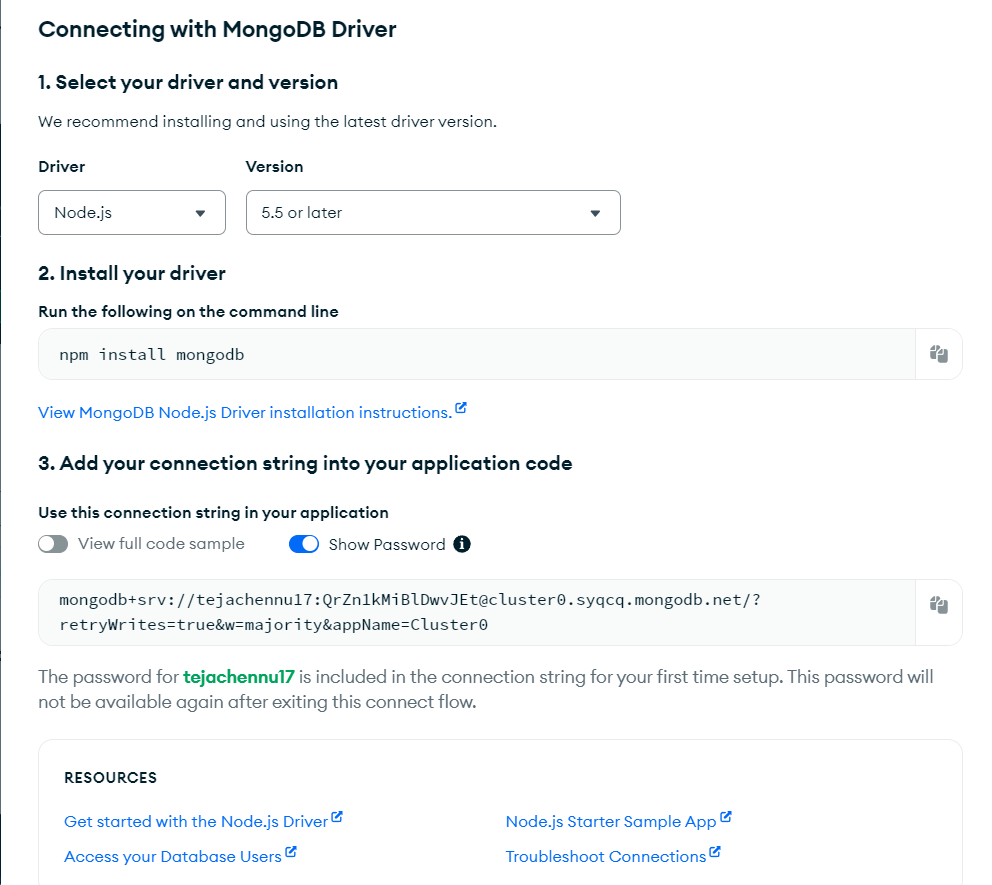 Connecting with MongoDB Driver
1. Select your driver and version
We recommend installing and using the latest driver version.
Driver
Version
Node.js
5.5 or later
2. Install your driver
Run the following on the command line
npm install mongodb
View MongoDB Node.js Driver installation instructions.
3. Add your connection string into your application code
Use this connection string in your application
View full code sample
Show Password
mongodb+srv://tejachennu17:QrZn1kMiBlDwvJEt@cluster0.syqcq.mongodb.net/?
retryWrites=true&w=majority&appName=Cluster0
The password for tejachennu17 is included in the connection string for your first time setup. This password will
not be available again after exiting this connect flow.
RESOURCES
Get started with the Node.js Driver
Node.js Starter Sample App
Access your Database Users
Troubleshoot Connections